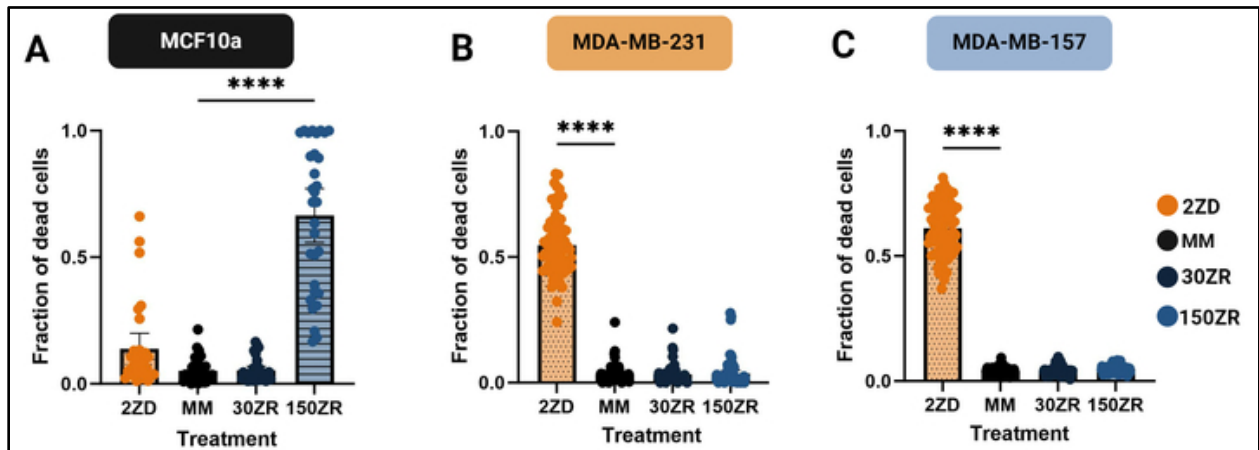 A
MCF10a
****
Fraction of dead cells
1.0
0.5
0.0
2ZD MM 30ZR 150ZR
Treatment
B
MDA-MB-231
****
Fraction of dead cells
1.0
0.5
0.0
2ZD MM 30ZR 150ZR
Treatment
C
MDA-MB-157
****
Fraction of dead cells
1.0
0.5
0.0
2ZD MM 30ZR 150ZR
Treatment
2ZD
MM
30ZR
150ZR